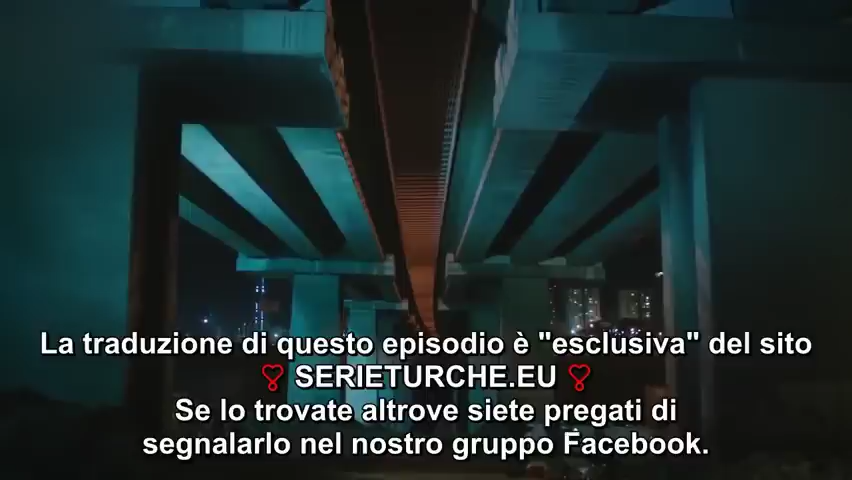 La traduzione di questo episodio è "esclusiva" del sito
❣ SERIETURCHE.EU ❣
Se lo trovate altrove siete pregati di
segnalarlo nel nostro gruppo Facebook.